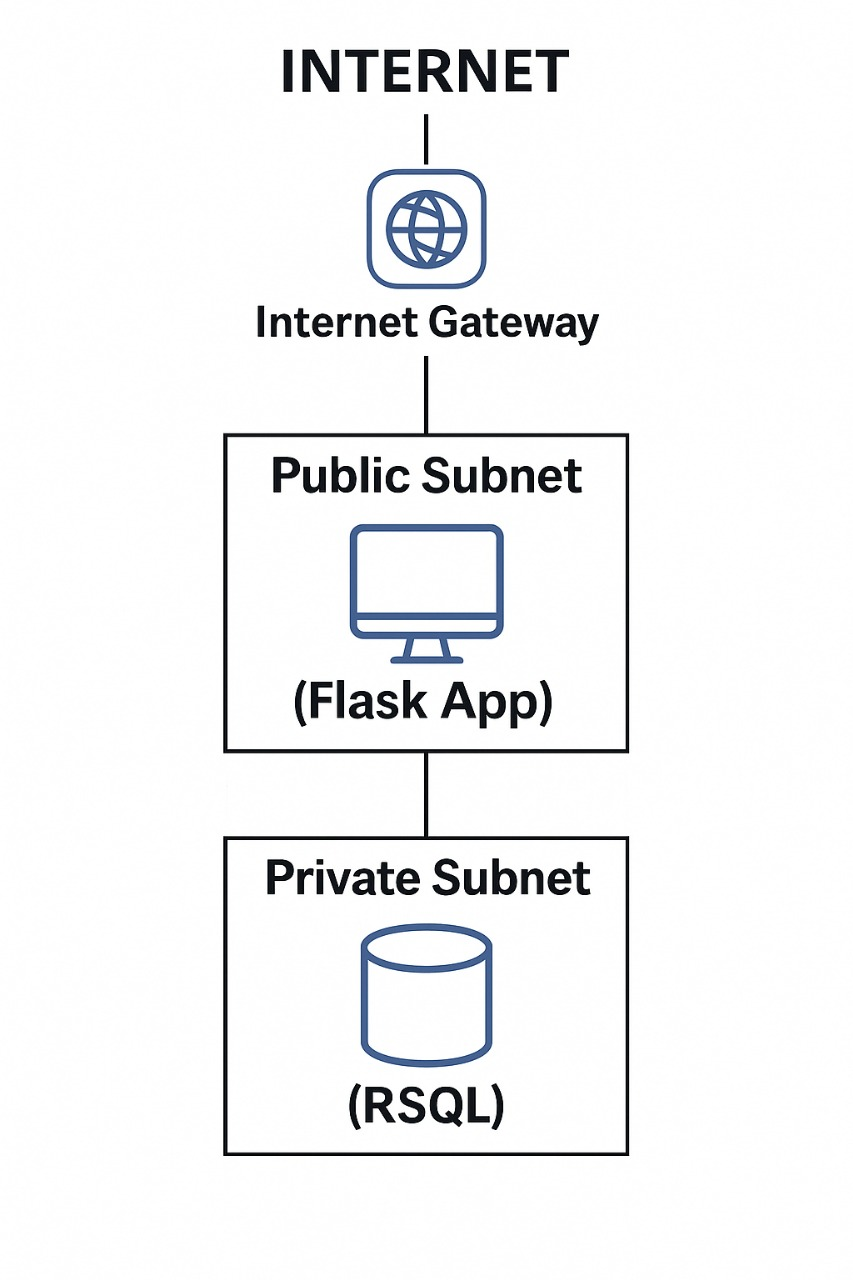 INTERNET
Internet Gateway
Public Subnet
(Flask App)
Private Subnet
(RSQL)